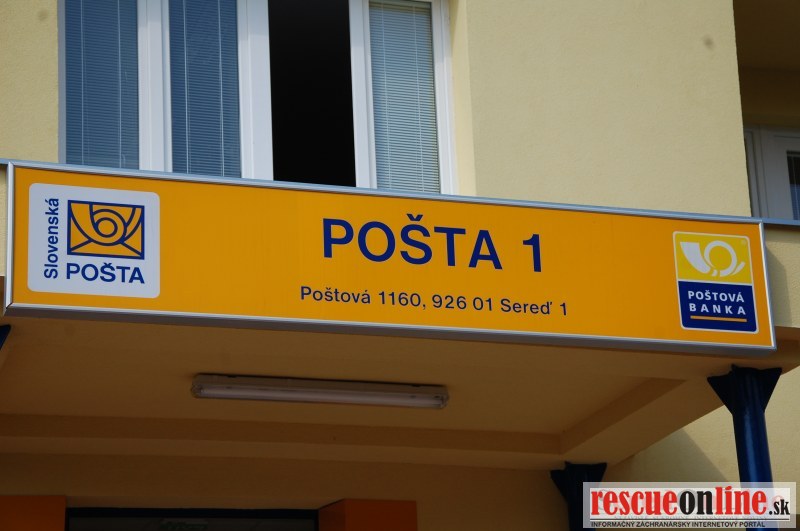 Slovenská
POŠTA
POŠTA 1
Poštová 1160, 926 01 Sereď 1
POŠTOVÁ
BANKA
rescueonline.sk
INFORMAČNÝ ZÁCHRANÁRSKY INTERNETOVÝ PORTÁL